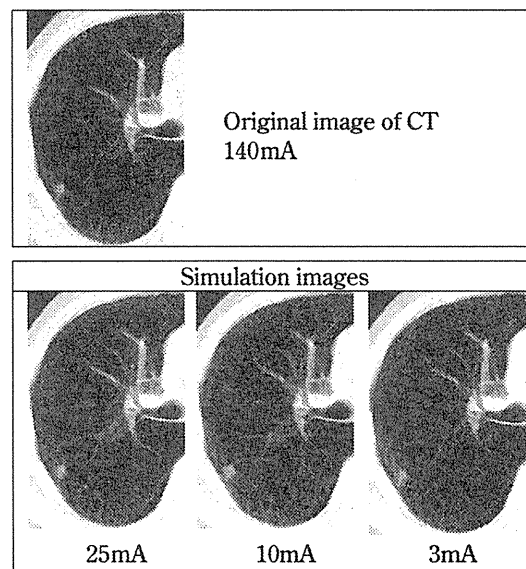 Original image of CT
140mA
Simulation images
25mA
10mA
3mA